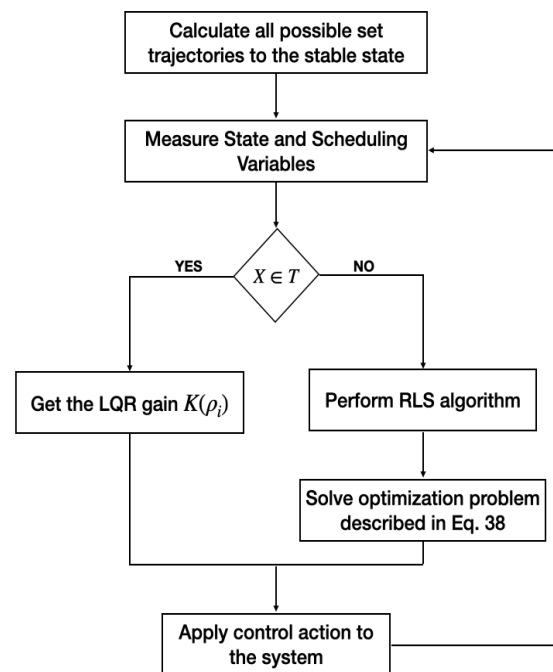 Calculate all possible set
trajectories to the stable state
Measure State and Scheduling
Variables
YES
X ∈ T
NO
Get the LQR gain K(ρᵢ)
Perform RLS algorithm
Solve optimization problem
described in Eq. 38
Apply control action to
the system